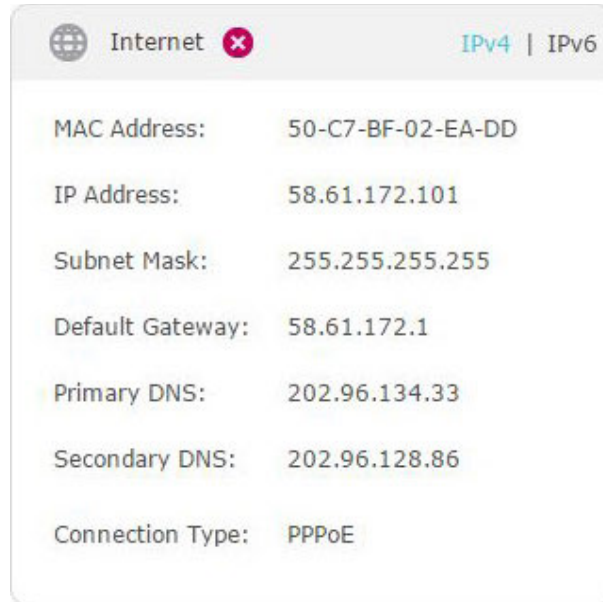 Internet IPv4 | IPv6
MAC Address: 50-C7-BF-02-EA-DD
IP Address: 58.61.172.101
Subnet Mask: 255.255.255.255
Default Gateway: 58.61.172.1
Primary DNS: 202.96.134.33
Secondary DNS: 202.96.128.86
Connection Type: PPPoE